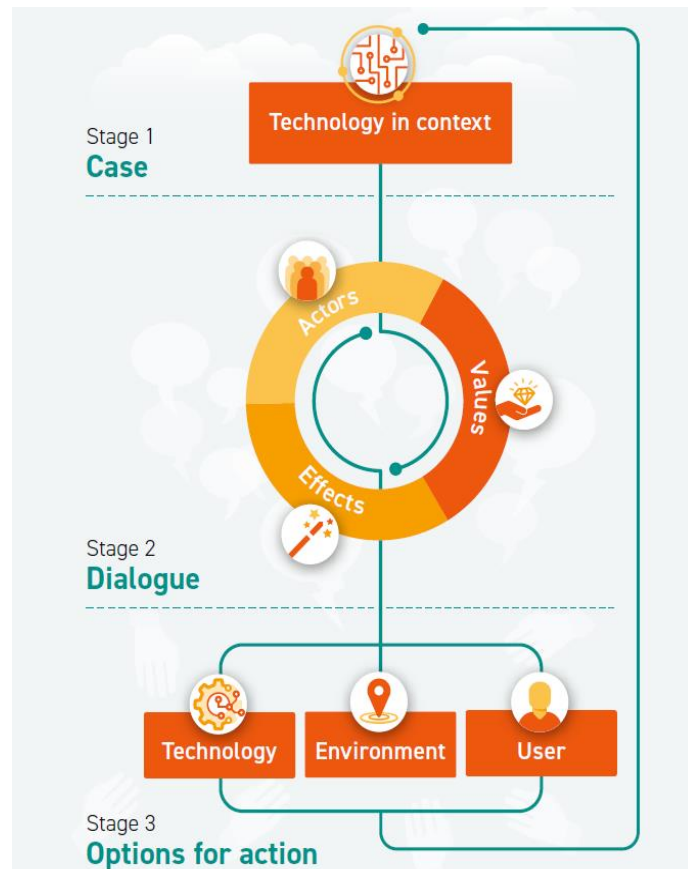 Technology in context
Stage 1
Case
Actors
Values
Effects
Stage 2
Dialogue
Technology
Environment
User
Stage 3
Options for action